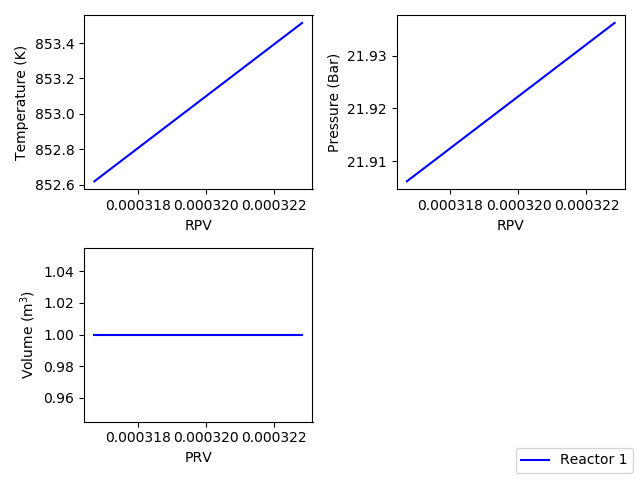 Temperature (K)
853.4
853.2
853.0
852.8
852.6
0.000318 0.000320 0.000322
RPV
Pressure (Bar)
21.93
21.92
21.91
0.000318 0.000320 0.000322
RPV
Volume (m³)
1.04
1.02
1.00
0.98
0.96
0.000318 0.000320 0.000322
PRV
Reactor 1